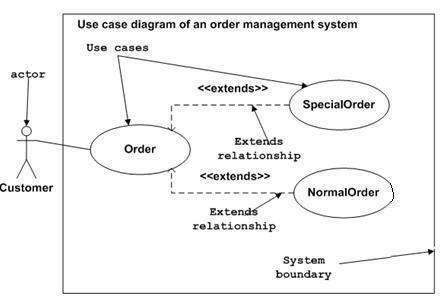 Use case diagram of an order management system
Use cases
actor
<<extends>>
SpecialOrder
Order
Extends
relationship
Customer
<<extends>>
NormalOrder
Extends
relationship
System
boundary